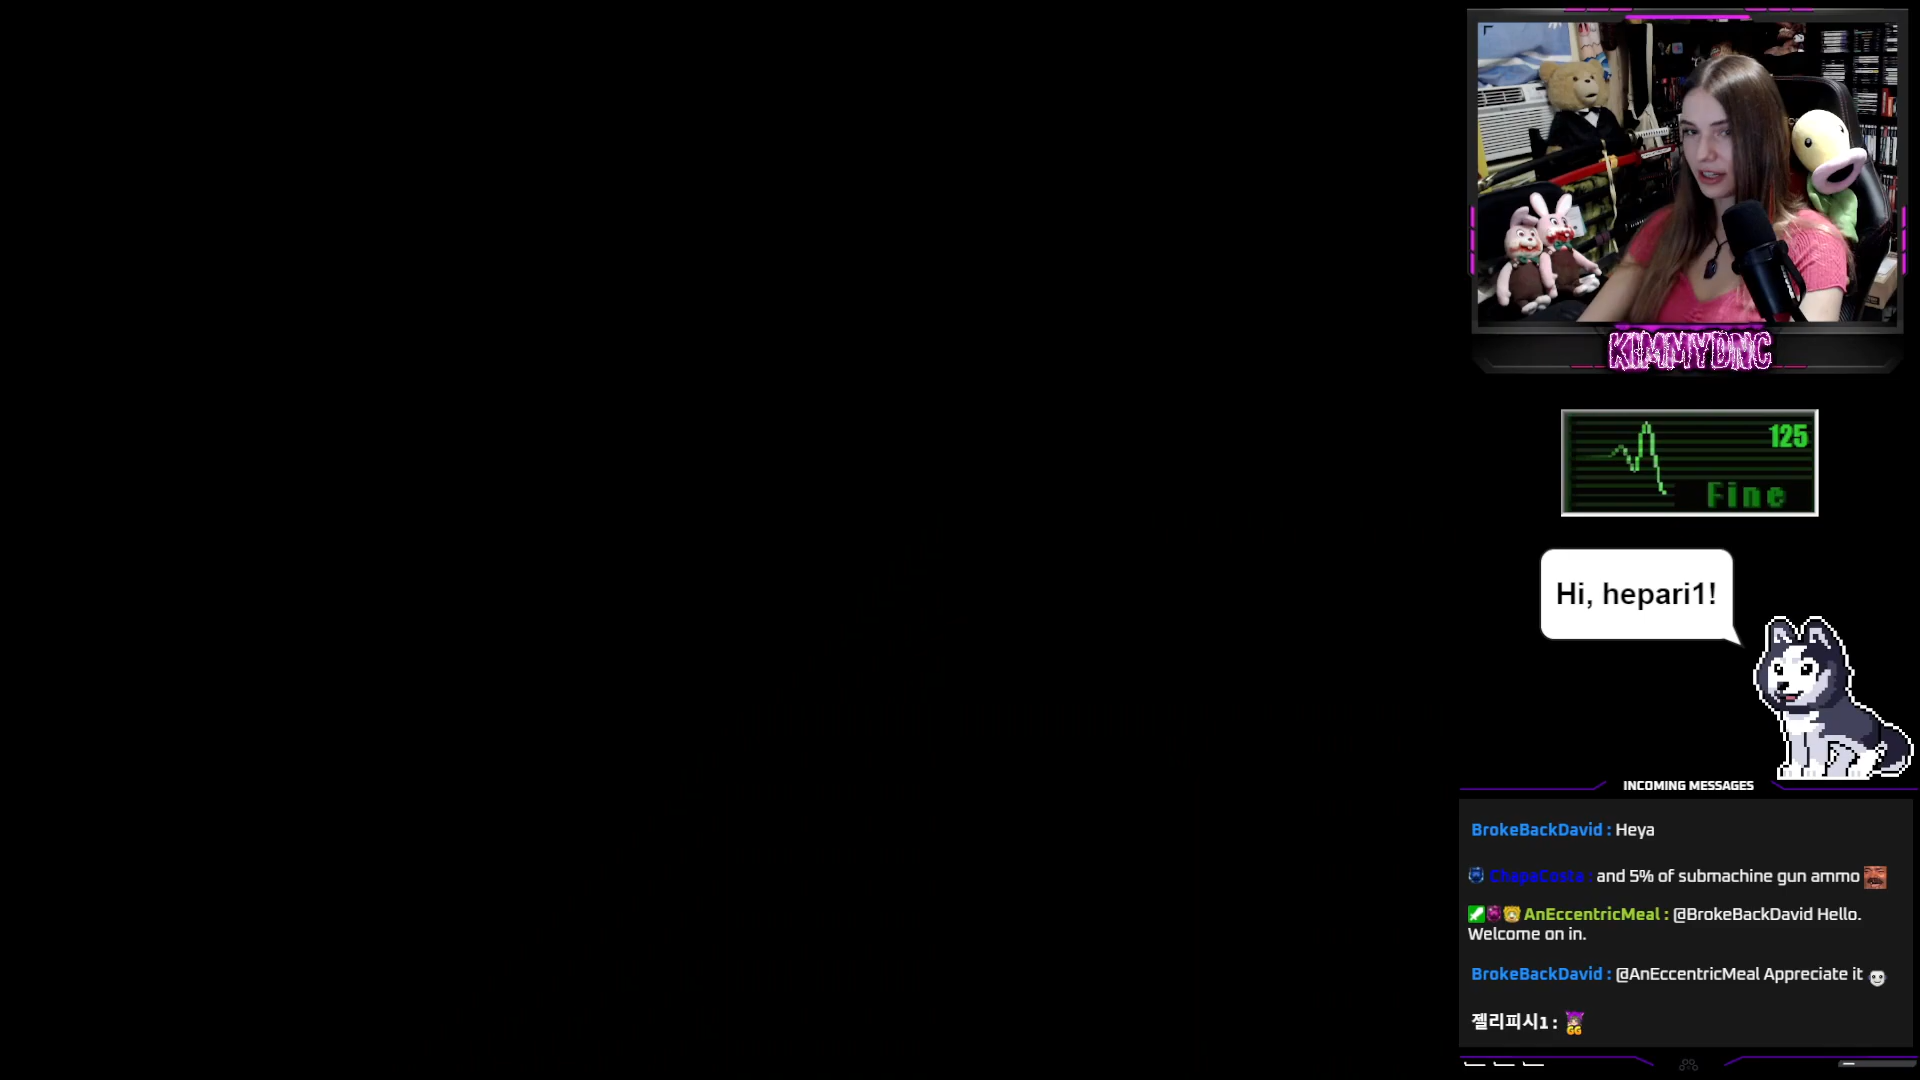 KIMMYDNC
125
Fine
Hi, hepari1!
INCOMING MESSAGES
BrokeBackDavid : Heya
ChapaCosta : and 5% of submachine gun ammo
AnEccentricMeal : @BrokeBackDavid Hello.
Welcome on in.
BrokeBackDavid : @AnEccentricMeal Appreciate it
젤리피시1 : GG